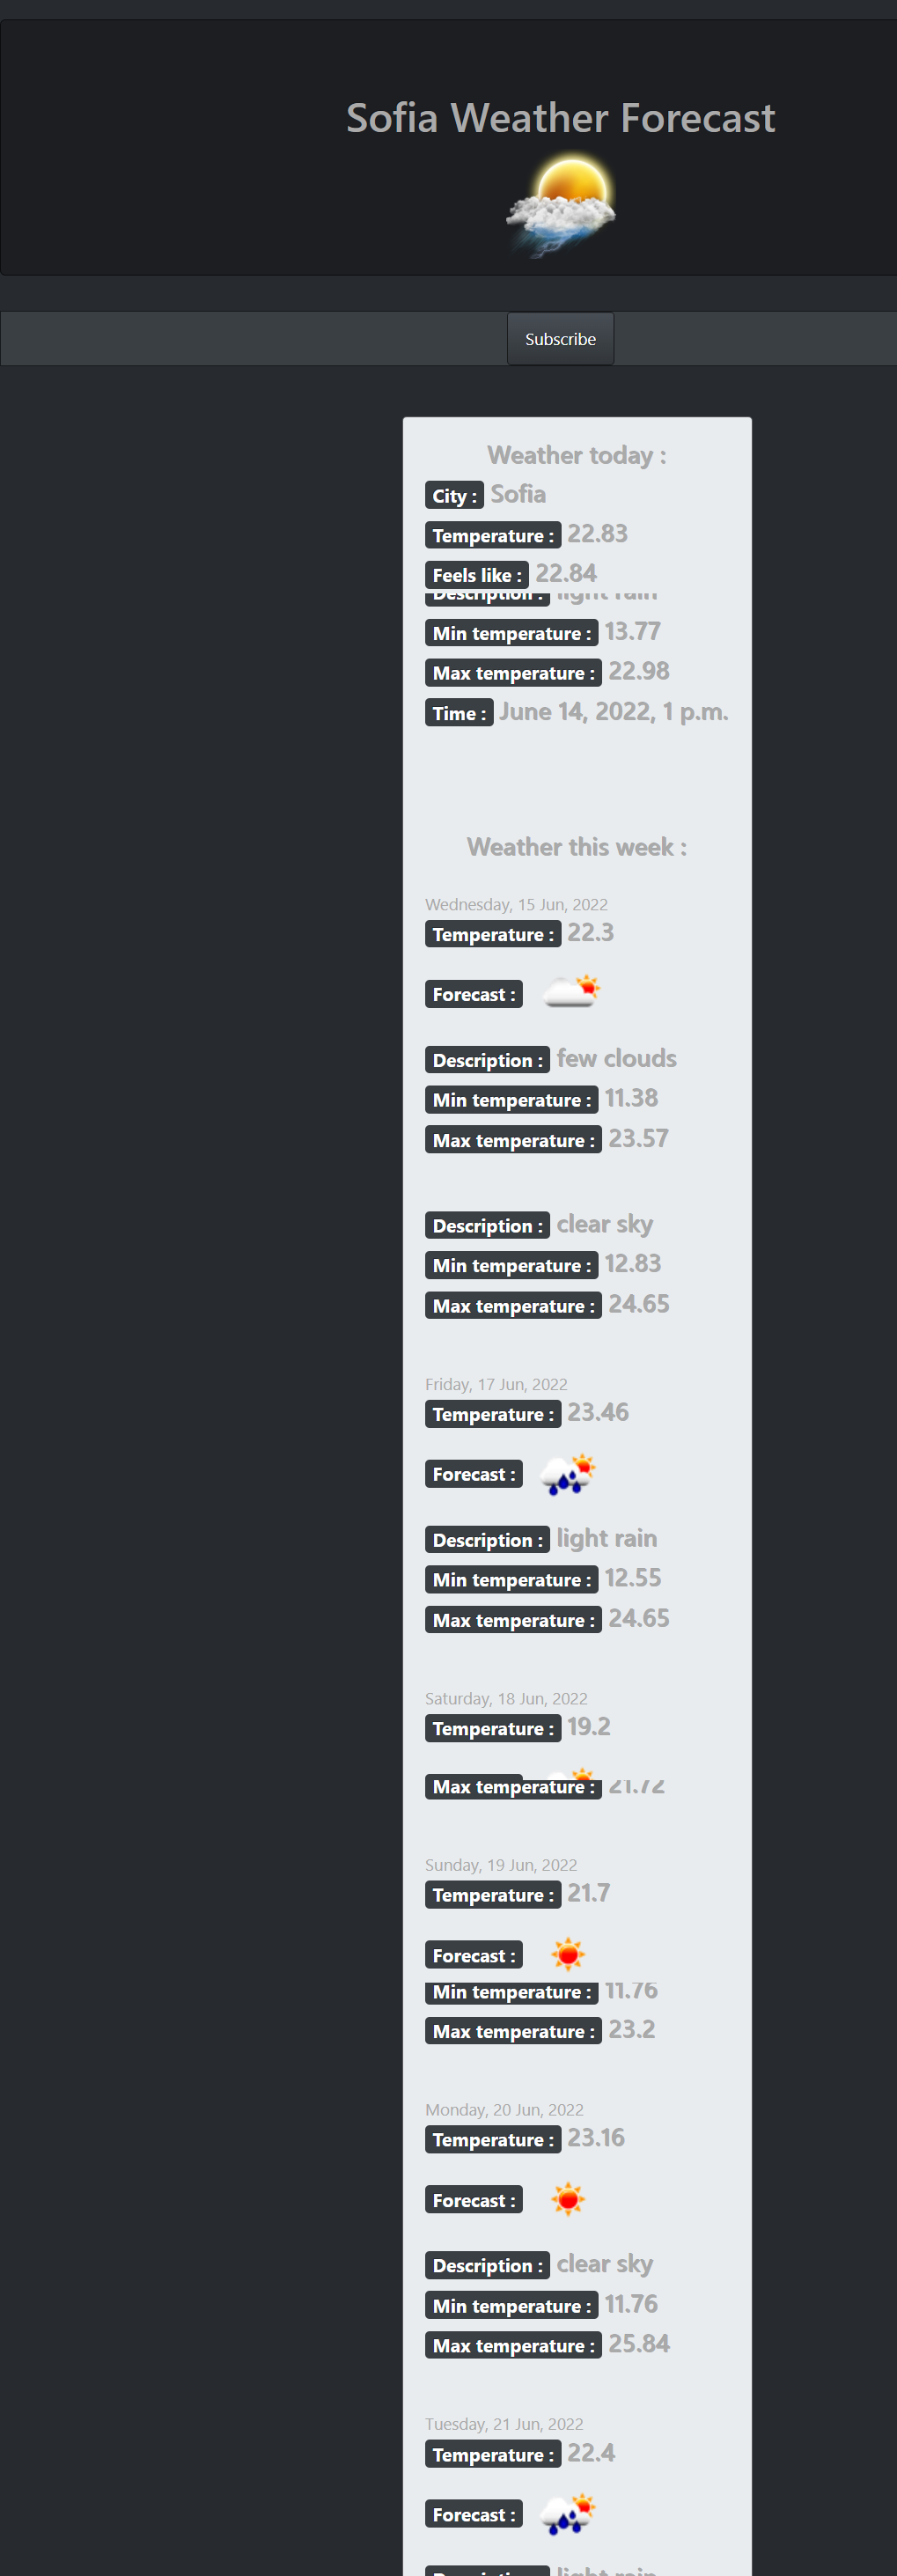 Sofia Weather Forecast
Subscribe
Weather today :
City : Sofia
Temperature : 22.83
Feels like : 22.84
Description : light rain
Min temperature : 13.77
Max temperature : 22.98
Time : June 14, 2022, 1 p.m.
Weather this week :
Wednesday, 15 Jun, 2022
Temperature : 22.3
Forecast :
Description : few clouds
Min temperature : 11.38
Max temperature : 23.57
Description : clear sky
Min temperature : 12.83
Max temperature : 24.65
Friday, 17 Jun, 2022
Temperature : 23.46
Forecast :
Description : light rain
Min temperature : 12.55
Max temperature : 24.65
Saturday, 18 Jun, 2022
Temperature : 19.2
Max temperature : 21.72
Sunday, 19 Jun, 2022
Temperature : 21.7
Forecast :
Min temperature : 11.76
Max temperature : 23.2
Monday, 20 Jun, 2022
Temperature : 23.16
Forecast :
Description : clear sky
Min temperature : 11.76
Max temperature : 25.84
Tuesday, 21 Jun, 2022
Temperature : 22.4
Forecast :
Description : light rain